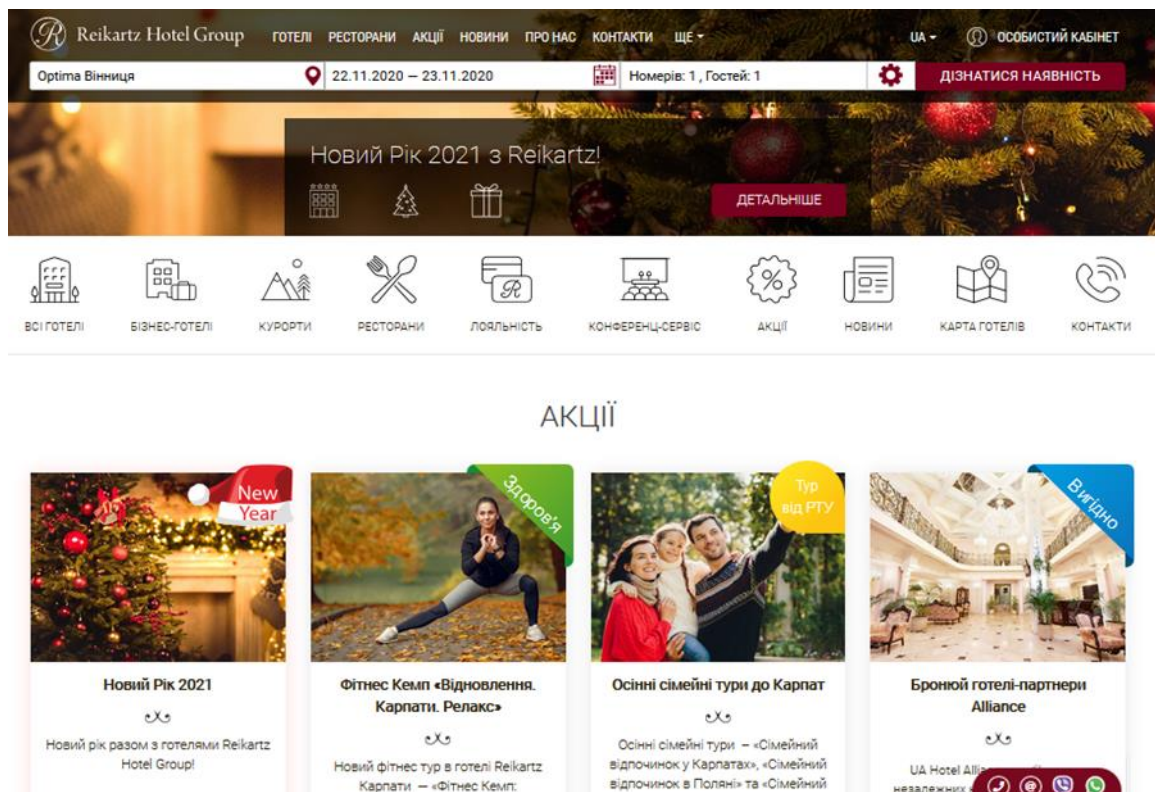 Reikartz Hotel Group ГОТЕЛІ РЕСТОРАНИ АКЦІЇ НОВИНИ ПРО НАС КОНТАКТИ ЩЕ UA ОСОБИСТИЙ КАБІНЕТ
Optima Вінниця 22.11.2020 — 23.11.2020 Номерів: 1 , Гостей: 1 ДІЗНАТИСЯ НАЯВНІСТЬ
Новий Рік 2021 з Reikartz!
ДЕТАЛЬНІШЕ
ВСІ ГОТЕЛІ БІЗНЕС-ГОТЕЛІ КУРОРТИ РЕСТОРАНИ ЛОЯЛЬНІСТЬ КОНФЕРЕНЦ-СЕРВІС АКЦІЇ НОВИНИ КАРТА ГОТЕЛІВ КОНТАКТИ
АКЦІЇ
New
Year
Новий Рік 2021
Новий рік разом з готелями Reikartz
Hotel Group!
Здоров'я
Фітнес Кемп «Відновлення.
Карпати. Релакс»
Новий фітнес тур в готелі Reikartz
Карпати — «Фітнес Кемп:
Тур
від РТУ
Осінні сімейні тури до Карпат
Осінні сімейні тури – «Сімейний
відпочинок у Карпатах», «Сімейний
відпочинок в Поляні» та «Сімейний
Вигідно
Бронюй готелі-партнери
Alliance
UA Hotel
незалежних